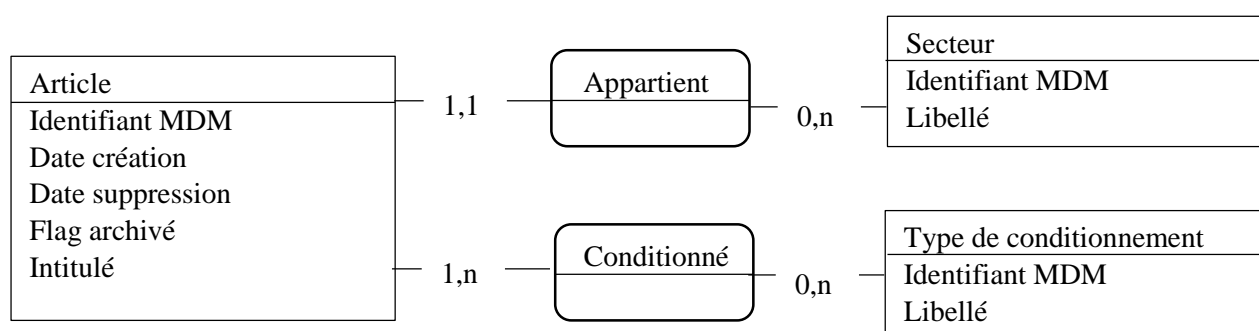 Article
Identifiant MDM
Date création
Date suppression
Flag archivé
Intitulé
1,1
Appartient
0,n
Secteur
Identifiant MDM
Libellé
1,n
Conditionné
0,n
Type de conditionnement
Identifiant MDM
Libellé